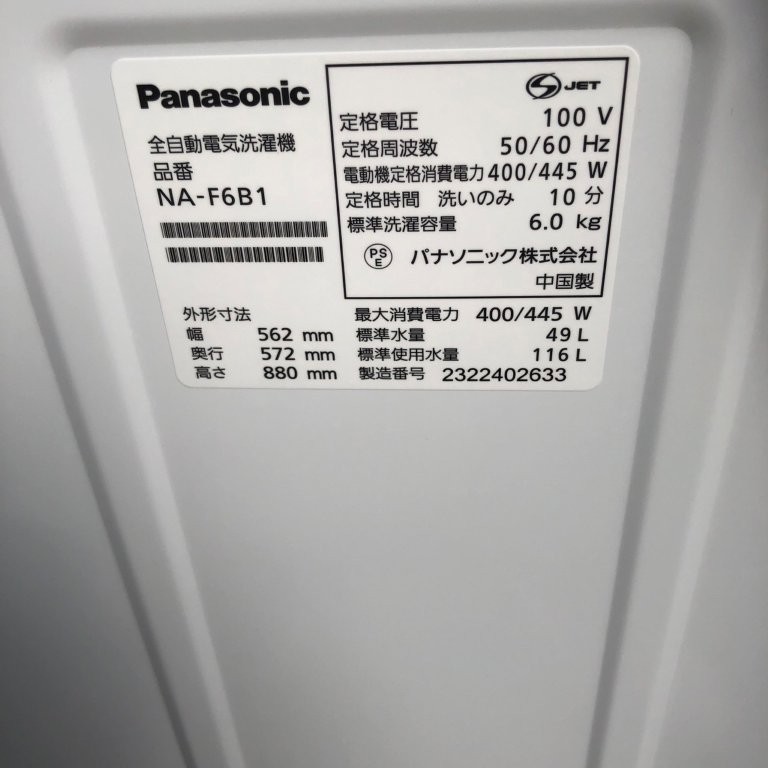 Panasonic
全自動電気洗濯機
品番
NA-F6B1
S JET
定格電圧 100 V
定格周波数 50/60 Hz
電動機定格消費電力 400/445 W
定格時間 洗いのみ 10 分
標準洗濯容量 6.0 kg
PS E パナソニック株式会社
中国製
外形寸法
幅 562 mm
奥行 572 mm
高さ 880 mm
最大消費電力 400/445 W
標準水量 49 L
標準使用水量 116 L
製造番号 2322402633